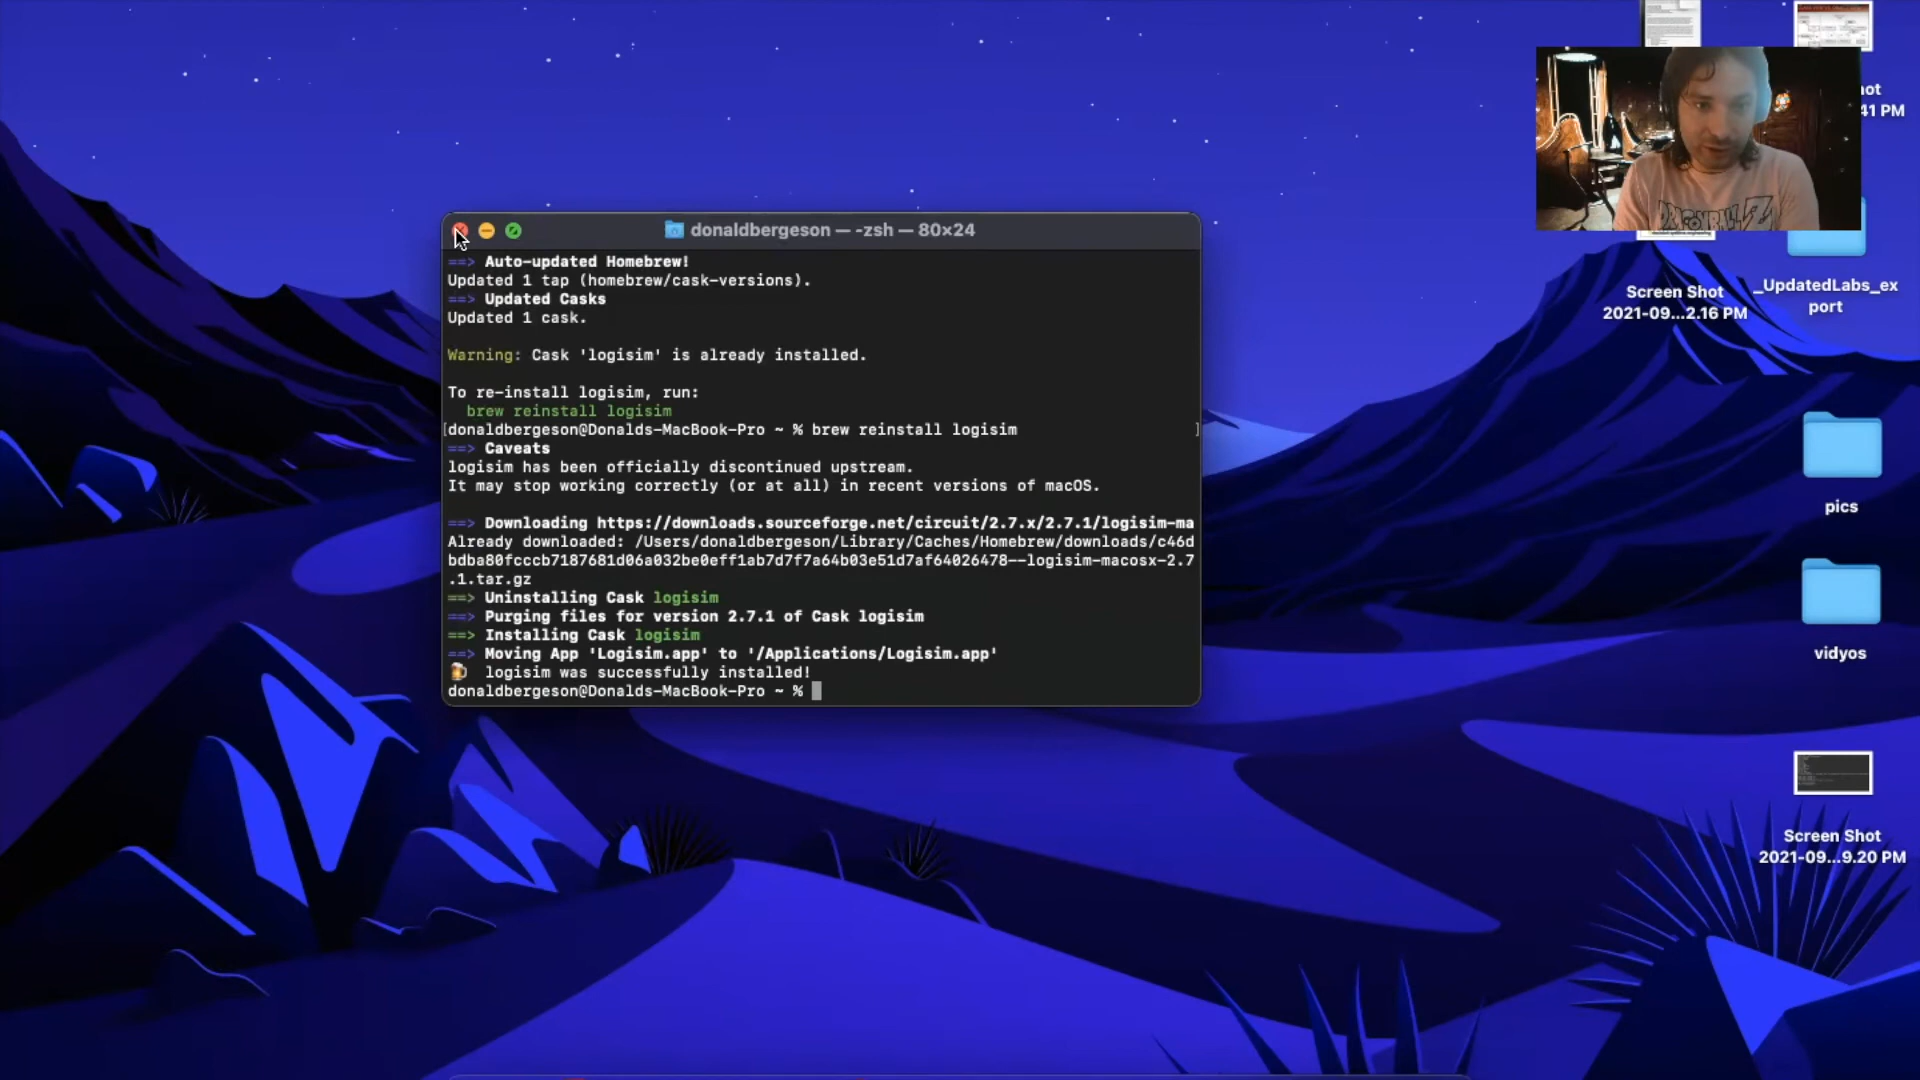 donaldbergeson — -zsh — 80×24
==> Auto-updated Homebrew!
Updated 1 tap (homebrew/cask-versions).
==> Updated Casks
Updated 1 cask.
Warning: Cask 'logisim' is already installed.
To re-install logisim, run:
brew reinstall logisim
[donaldbergeson@Donalds-MacBook-Pro ~ % brew reinstall logisim ]
==> Caveats
logisim has been officially discontinued upstream.
It may stop working correctly (or at all) in recent versions of macOS.
==> Downloading https://downloads.sourceforge.net/circuit/2.7.x/2.7.1/logisim-ma
Already downloaded: /Users/donaldbergeson/Library/Caches/Homebrew/downloads/c46d
bdba80fcccb7187681d06a032be0eff1ab7d7f7a64b03e51d7af64026478--logisim-macosx-2.7
.1.tar.gz
==> Uninstalling Cask logisim
==> Purging files for version 2.7.1 of Cask logisim
==> Installing Cask logisim
==> Moving App 'Logisim.app' to '/Applications/Logisim.app'
🍺 logisim was successfully installed!
donaldbergeson@Donalds-MacBook-Pro ~ %
41 PM
DRAGONBALL Z
Screen Shot
2021-09...2.16 PM
_UpdatedLabs_ex
port
pics
vidyos
Screen Shot
2021-09...9.20 PM